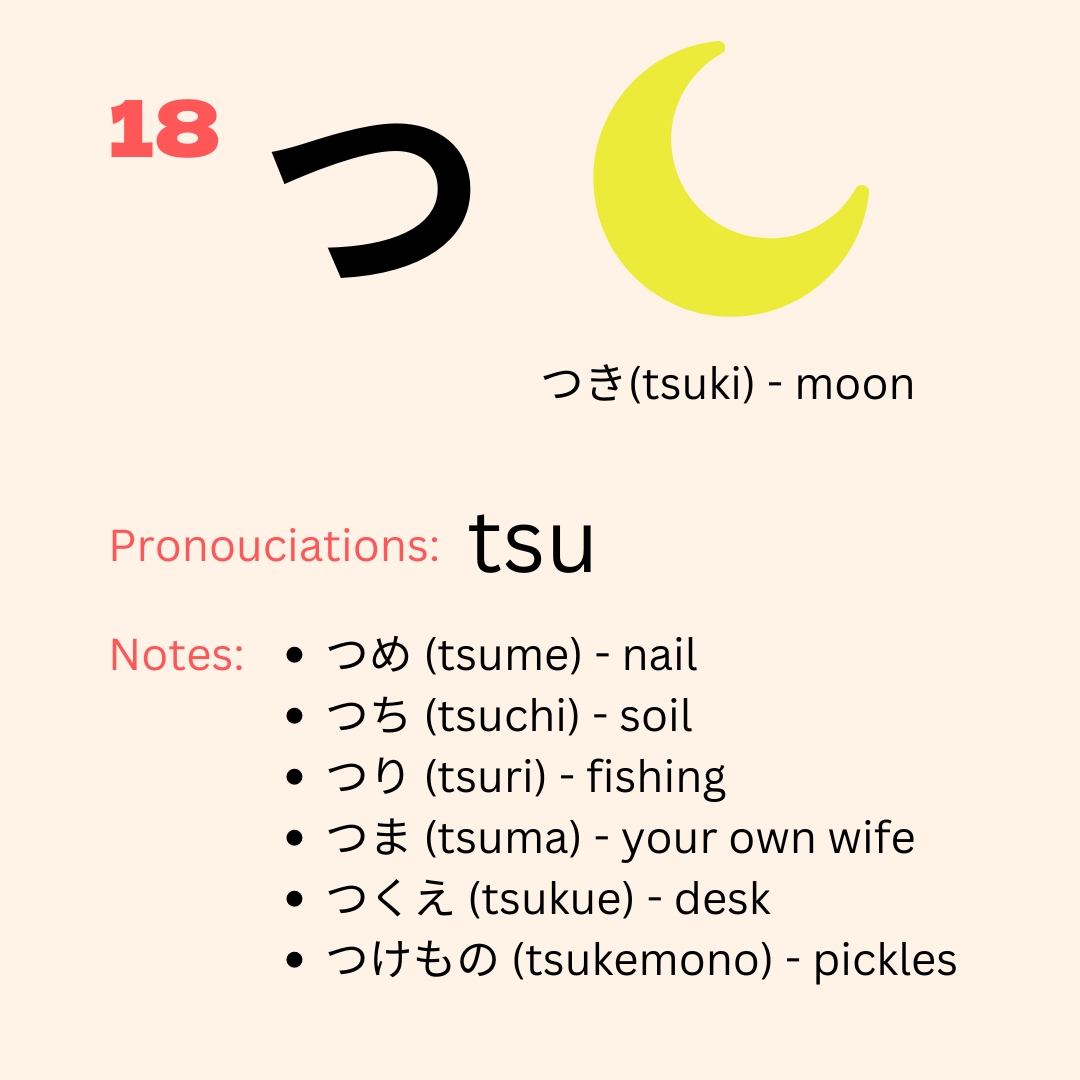 18 つ
つき(tsuki) - moon
Pronouciations: tsu
Notes: • つめ (tsume) - nail
• つち (tsuchi) - soil
• つり (tsuri) - fishing
• つま (tsuma) - your own wife
• つくえ (tsukue) - desk
• つけもの (tsukemono) - pickles